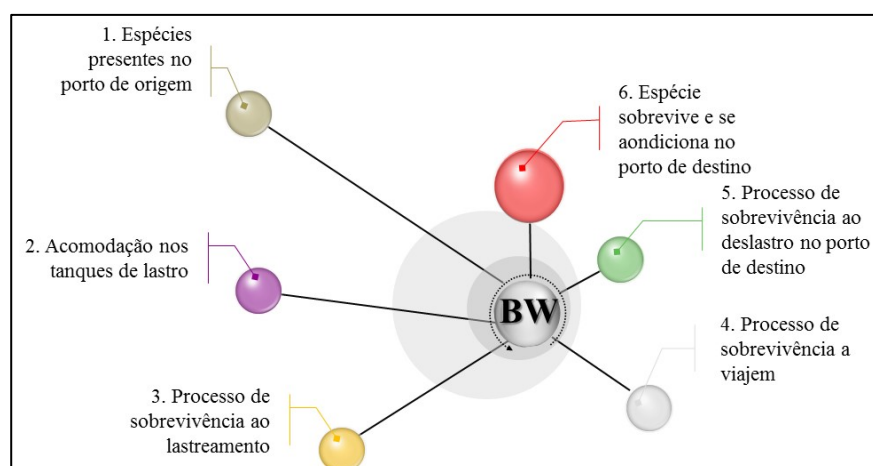 1. Espécies
presentes no
porto de origem
2. Acomodação nos
tanques de lastro
3. Processo de
sobrevivência ao
lastreamento
4. Processo de
sobrevivência a
viajem
5. Processo de
sobrevivência ao
deslastro no porto
de destino
6. Espécie
sobrevive e se
aondiciona no
porto de destino
BW